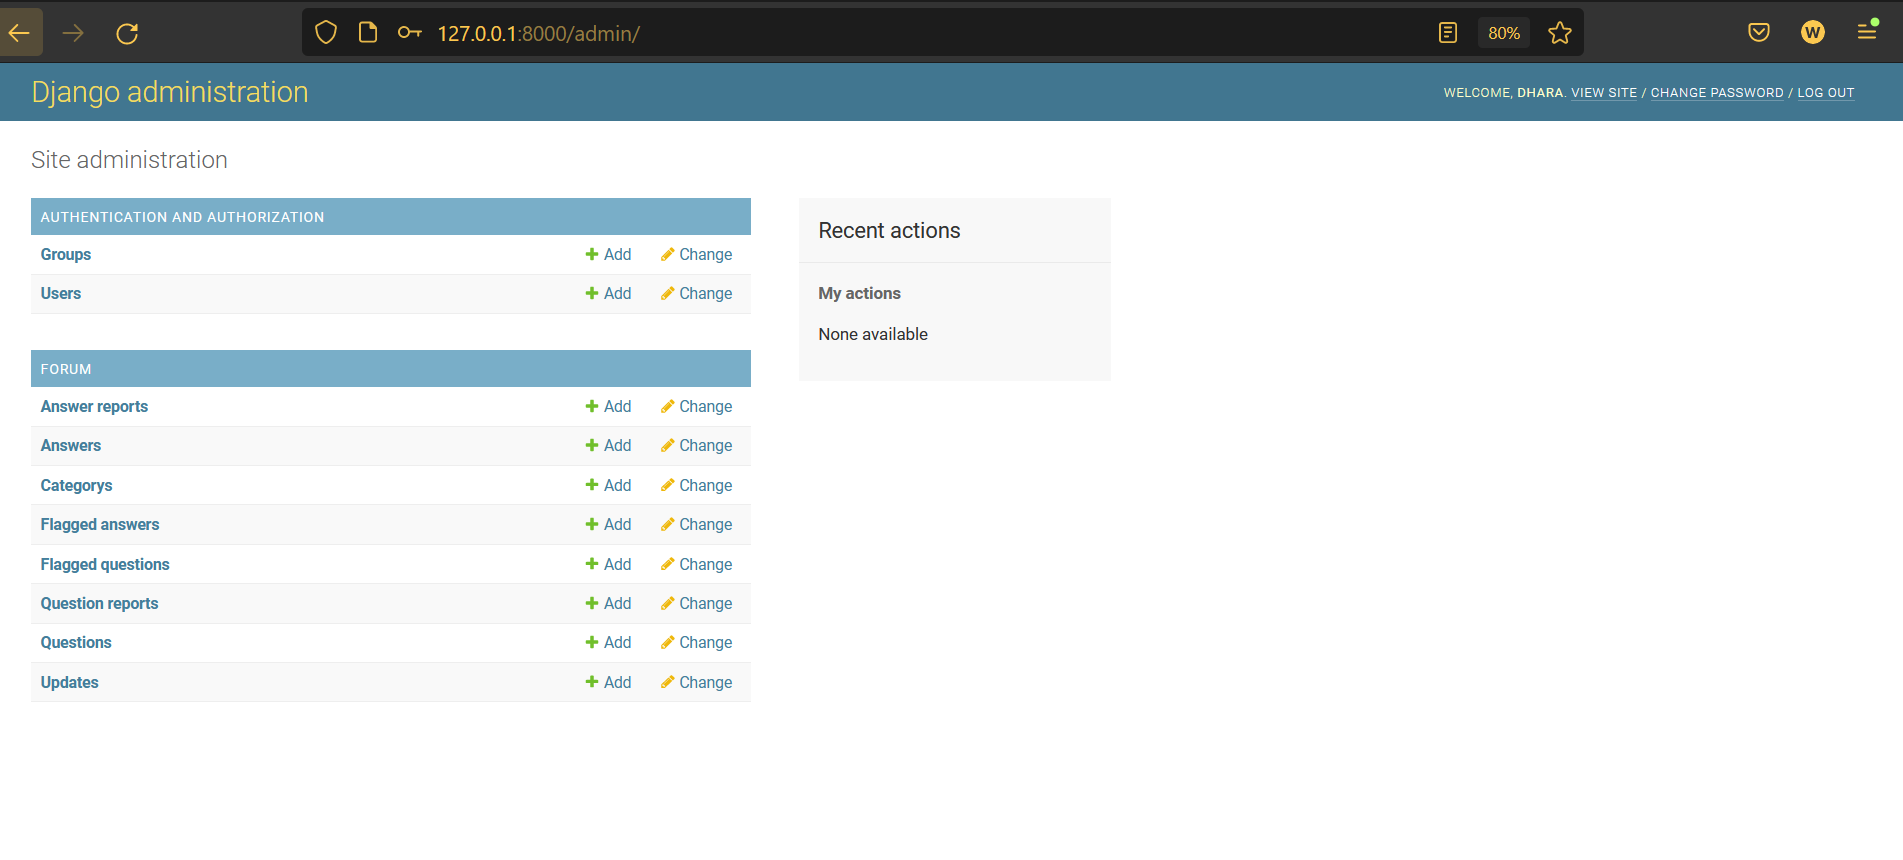 127.0.0.1:8000/admin/
80%
W
Django administration
WELCOME, DHARA. VIEW SITE / CHANGE PASSWORD / LOG OUT
Site administration
AUTHENTICATION AND AUTHORIZATION
Groups Add Change
Users Add Change
FORUM
Answer reports Add Change
Answers Add Change
Categorys Add Change
Flagged answers Add Change
Flagged questions Add Change
Question reports Add Change
Questions Add Change
Updates Add Change
Recent actions
My actions
None available